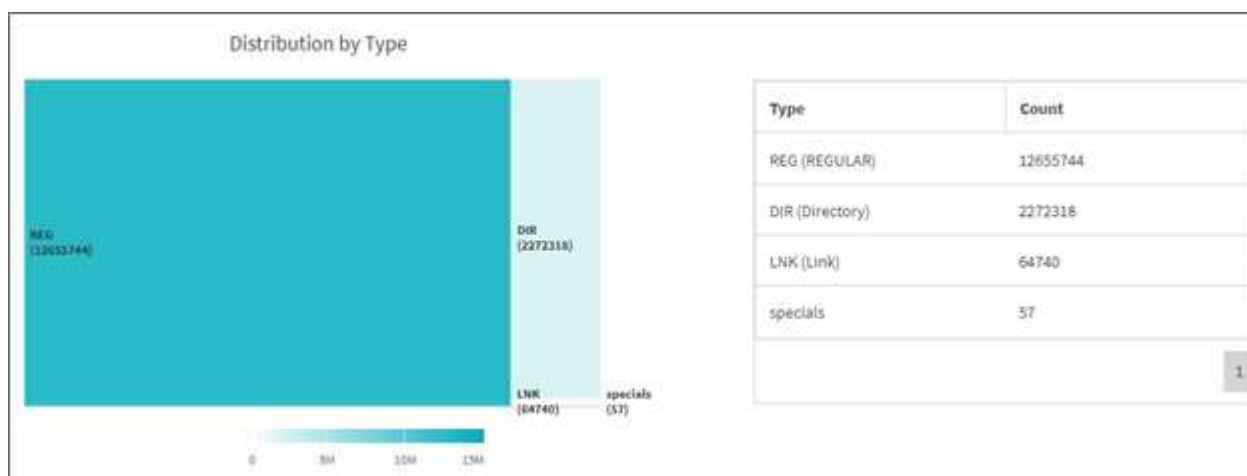 Distribution by Type
REG
(12655744)
DIR
(2272318)
LNK
(64740)
specials
(57)
0 5M 10M 15M
Type Count
REG (REGULAR) 12655744
DIR (Directory) 2272318
LNK (Link) 64740
specials 57
1